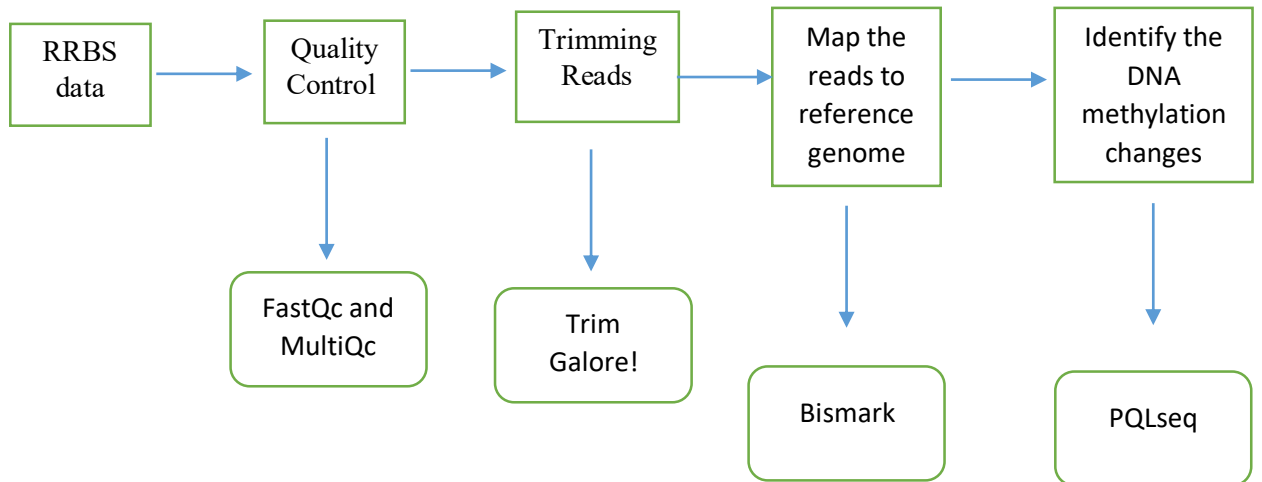 RRBS
data
Quality
Control
Trimming
Reads
Map the
reads to
reference
genome
Identify the
DNA
methylation
changes
FastQc and
MultiQc
Trim
Galore!
Bismark
PQLseq